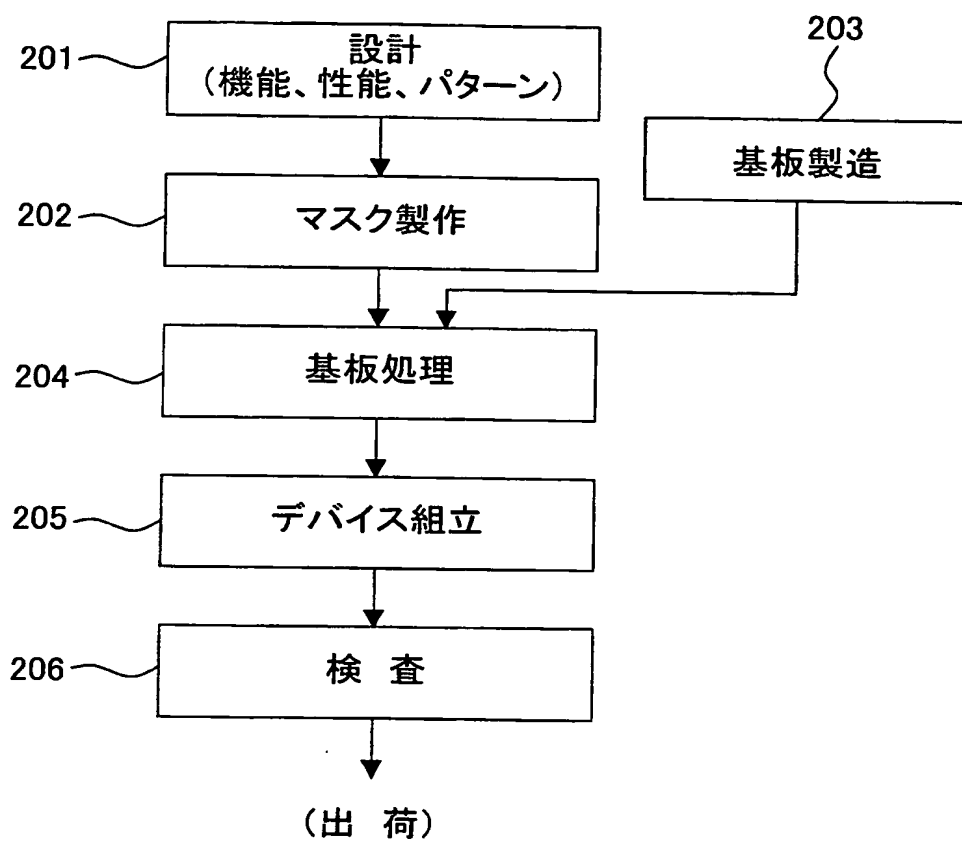 201
設計
(機能、性能、パターン)
203
基板製造
202
マスク製作
204
基板処理
205
デバイス組立
206
検 査
(出 荷)